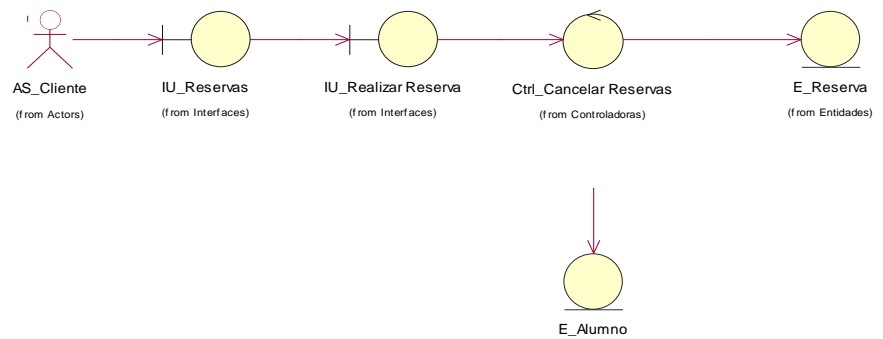 AS_Cliente
(from Actors)
IU_Reservas
(from Interfaces)
IU_Realizar Reserva
(from Interfaces)
Ctrl_Cancelar Reservas
(from Controladoras)
E_Reserva
(from Entidades)
E_Alumno